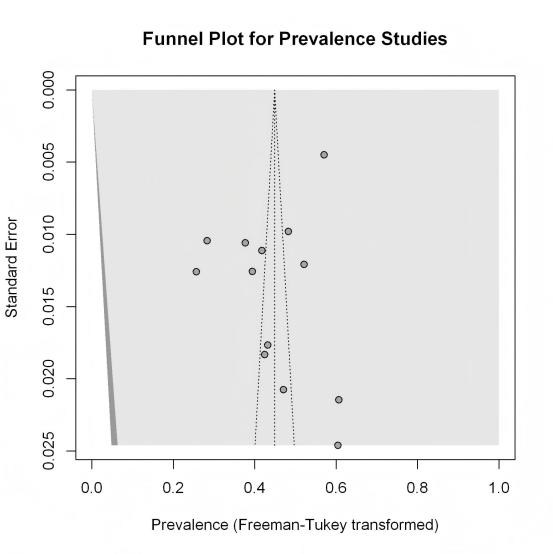 Funnel Plot for Prevalence Studies
Standard Error
0.000
0.005
0.010
0.015
0.020
0.025
0.0 0.2 0.4 0.6 0.8 1.0
Prevalence (Freeman-Tukey transformed)